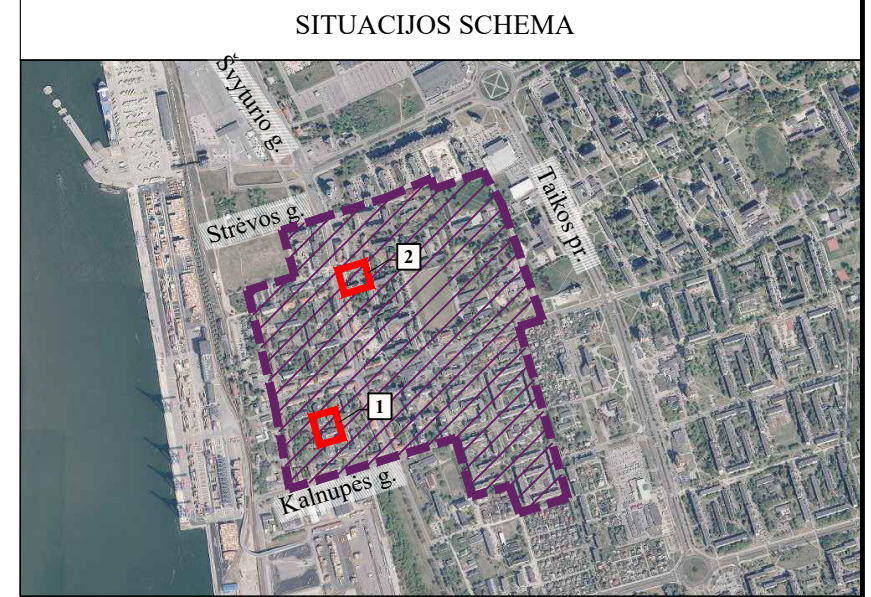 SITUACIJOS SCHEMA
Švyturio g.
Strėvos g.
Taikos pr.
2
1
Kalnupės g.